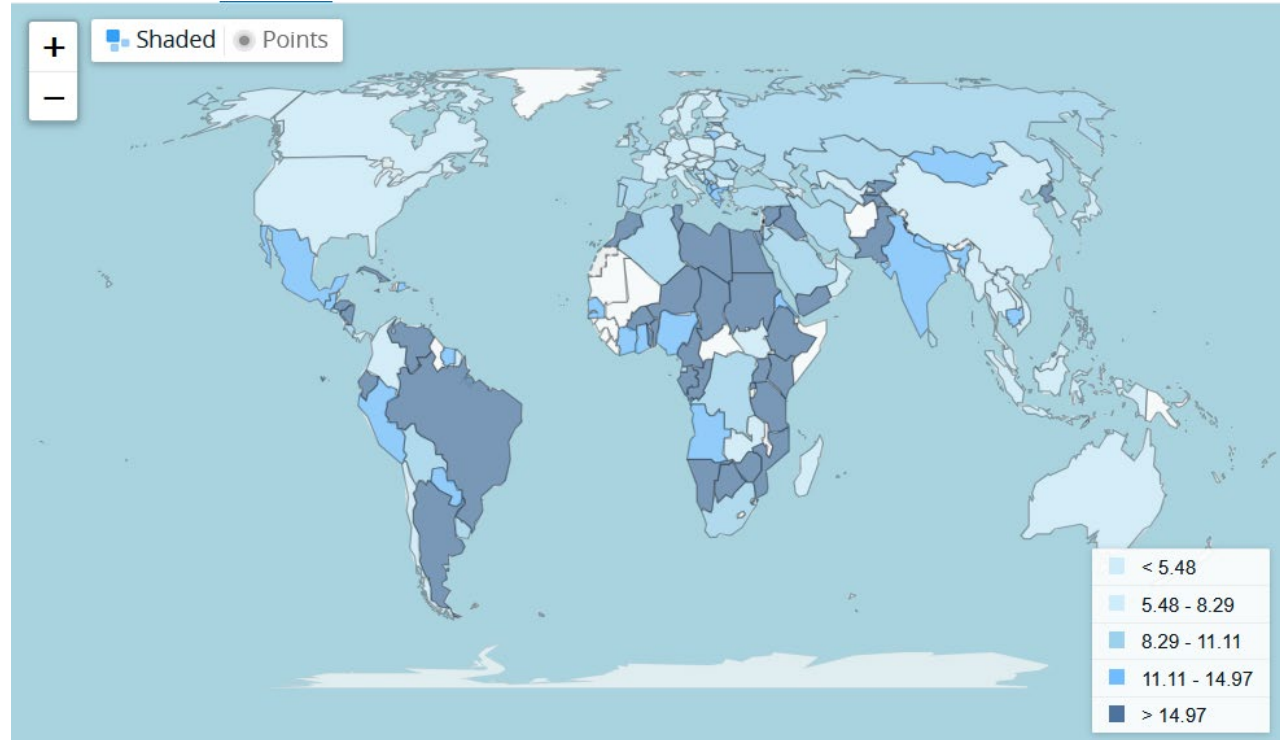 +
−
Shaded Points
< 5.48
5.48 - 8.29
8.29 - 11.11
11.11 - 14.97
> 14.97